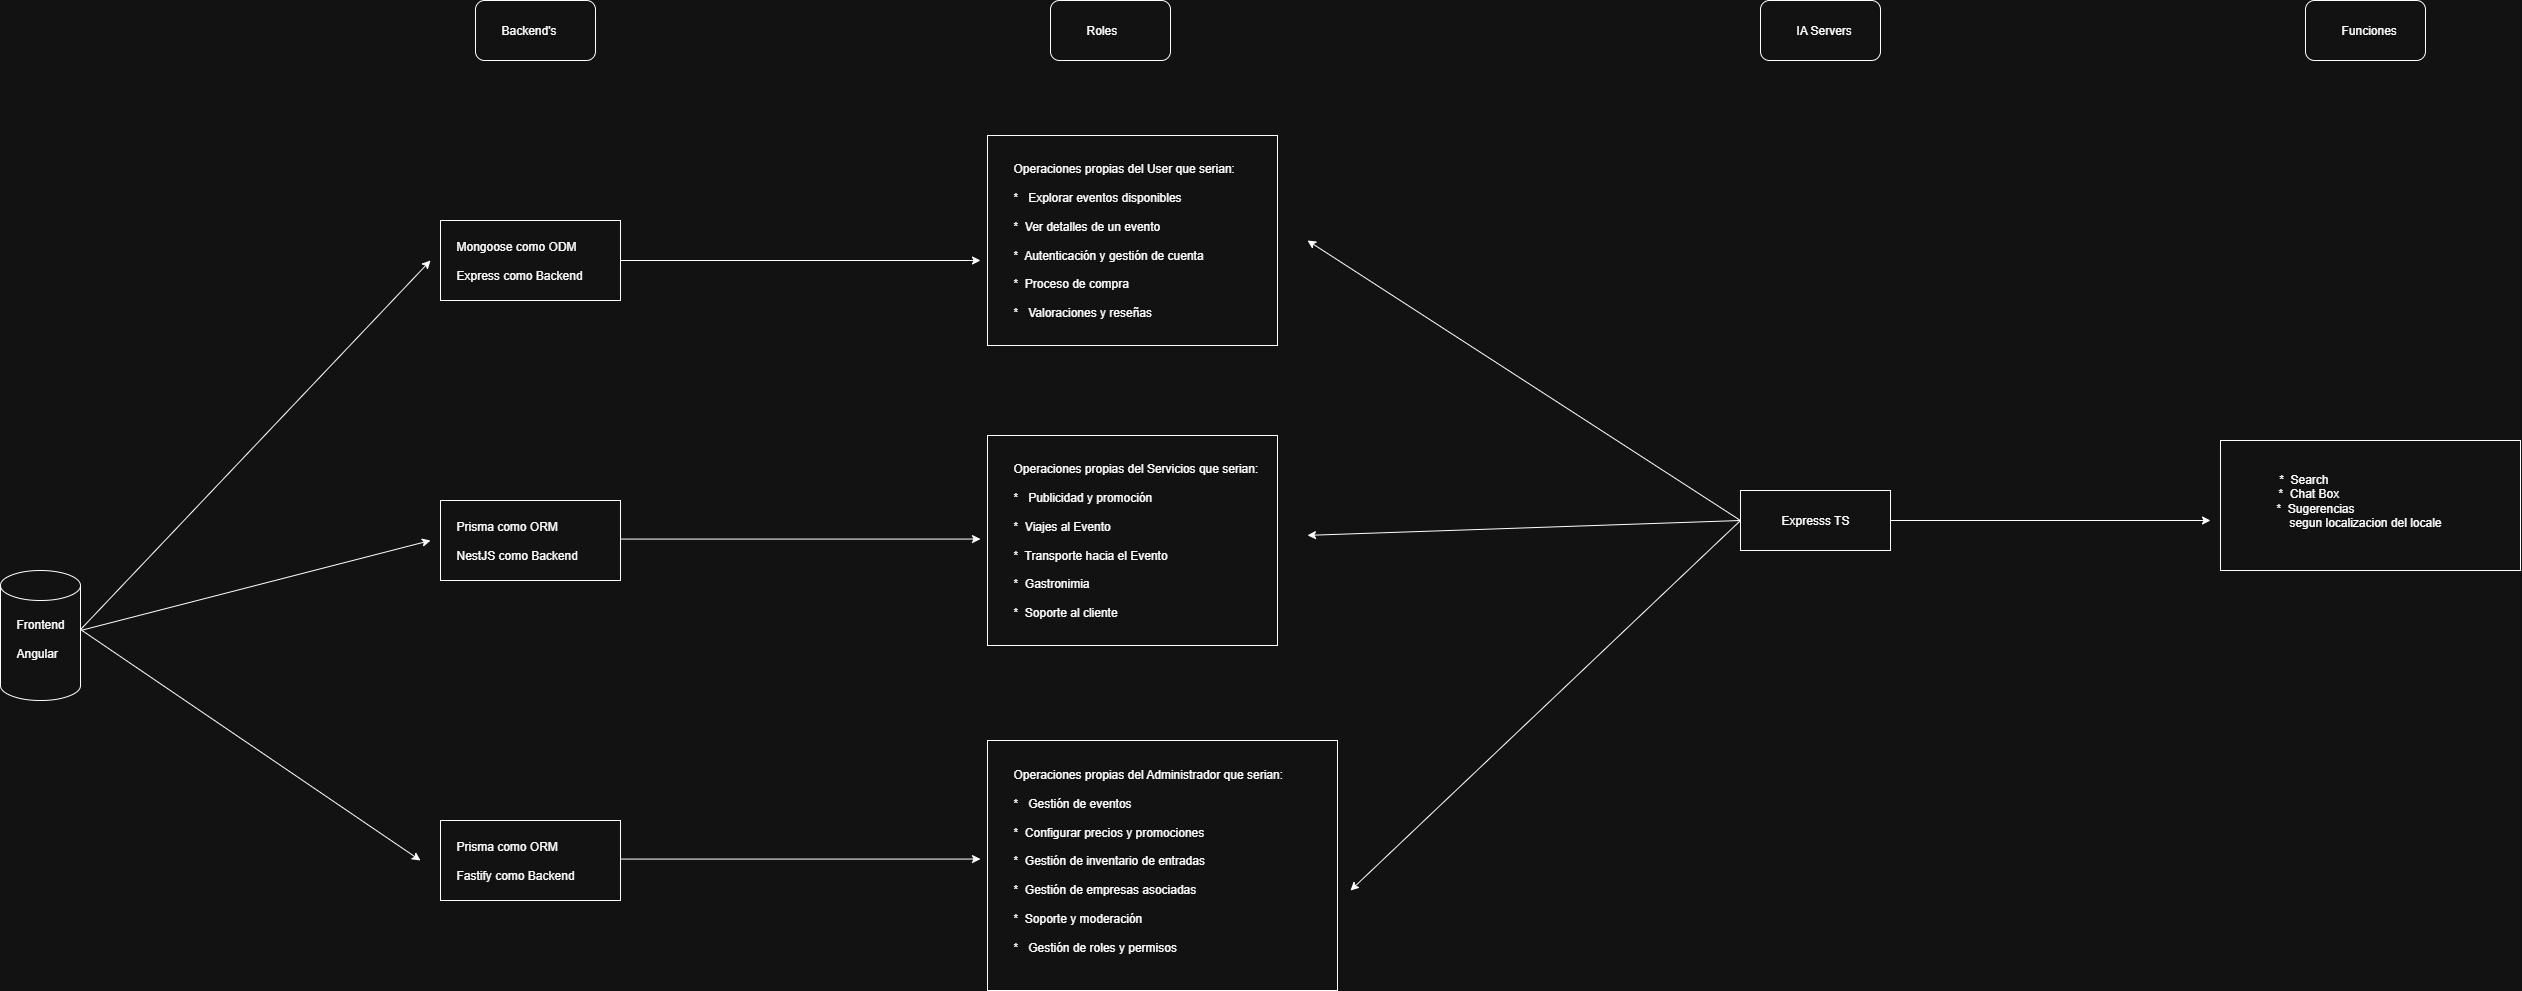 Backend's
Roles
IA Servers
Funciones
Operaciones propias del User que serian:
* Explorar eventos disponibles
* Ver detalles de un evento
* Autenticación y gestión de cuenta
* Proceso de compra
* Valoraciones y reseñas
Mongoose como ODM
Express como Backend
Operaciones propias del Servicios que serian:
* Publicidad y promoción
* Viajes al Evento
* Transporte hacia el Evento
* Gastronimia
* Soporte al cliente
Prisma como ORM
NestJS como Backend
Expresss TS
* Search
* Chat Box
* Sugerencias
segun localizacion del locale
Frontend
Angular
Operaciones propias del Administrador que serian:
* Gestión de eventos
* Configurar precios y promociones
* Gestión de inventario de entradas
* Gestión de empresas asociadas
* Soporte y moderación
* Gestión de roles y permisos
Prisma como ORM
Fastify como Backend